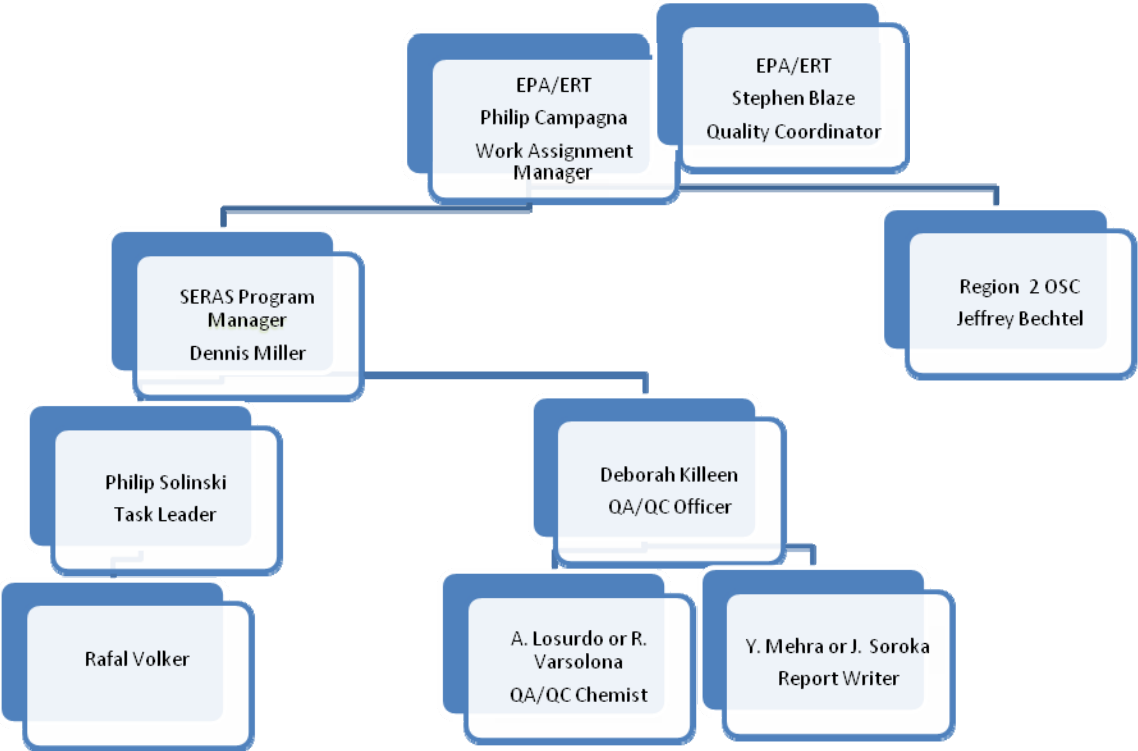 EPA/ERT
Philip Campagna
Work Assignment
Manager
EPA/ERT
Stephen Blaze
Quality Coordinator
SERAS Program
Manager
Dennis Miller
Region 2 OSC
Jeffrey Bechtel
Philip Solinski
Task Leader
Deborah Killeen
QA/QC Officer
Rafal Volker
A. Losurdo or R.
Varsolona
QA/QC Chemist
Y. Mehra or J. Soroka
Report Writer